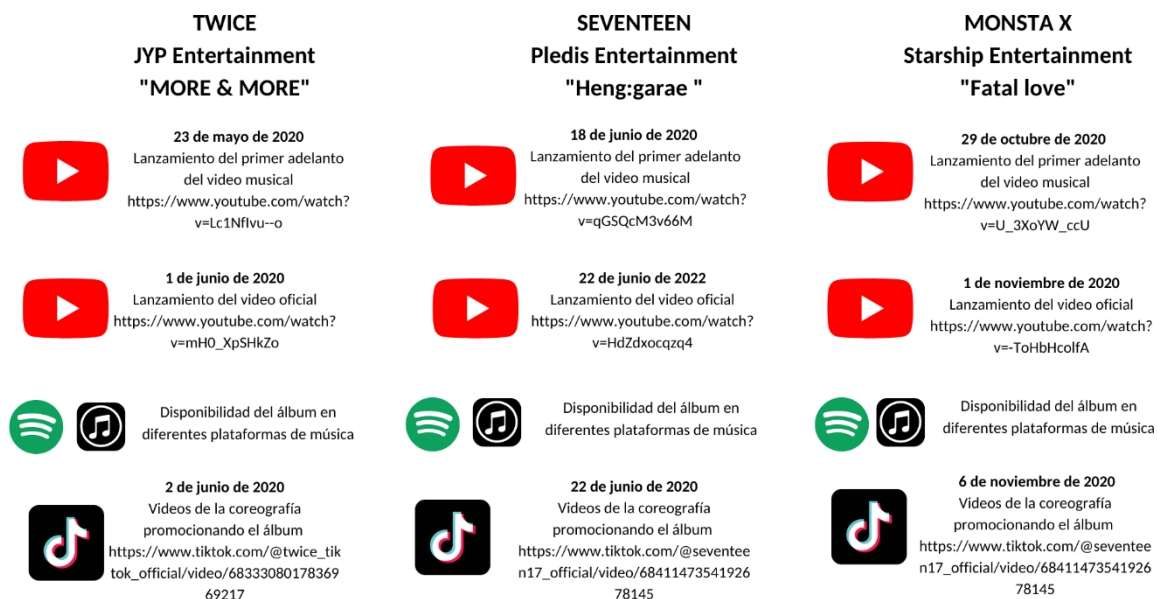 TWICE
JYP Entertainment
"MORE & MORE"
23 de mayo de 2020
Lanzamiento del primer adelanto
del video musical
https://www.youtube.com/watch?
v=Lc1NfIvu--o
1 de junio de 2020
Lanzamiento del video oficial
https://www.youtube.com/watch?
v=mH0_XpSHkZo
Disponibilidad del álbum en
diferentes plataformas de música
2 de junio de 2020
Videos de la coreografía
promocionando el álbum
https://www.tiktok.com/@twice_tik
tok_official/video/68333080178369
69217
SEVENTEEN
Pledis Entertainment
"Heng:garae "
18 de junio de 2020
Lanzamiento del primer adelanto
del video musical
https://www.youtube.com/watch?
v=qGSQcM3v66M
22 de junio de 2022
Lanzamiento del video oficial
https://www.youtube.com/watch?
v=HdZdxocqzq4
Disponibilidad del álbum en
diferentes plataformas de música
22 de junio de 2020
Videos de la coreografía
promocionando el álbum
https://www.tiktok.com/@seventee
n17_official/video/68411473541926
78145
MONSTA X
Starship Entertainment
"Fatal love"
29 de octubre de 2020
Lanzamiento del primer adelanto
del video musical
https://www.youtube.com/watch?
v=U_3XoYW_ccU
1 de noviembre de 2020
Lanzamiento del video oficial
https://www.youtube.com/watch?
v=-ToHbHcolfA
Disponibilidad del álbum en
diferentes plataformas de música
6 de noviembre de 2020
Videos de la coreografía
promocionando el álbum
https://www.tiktok.com/@seventee
n17_official/video/68411473541926
78145